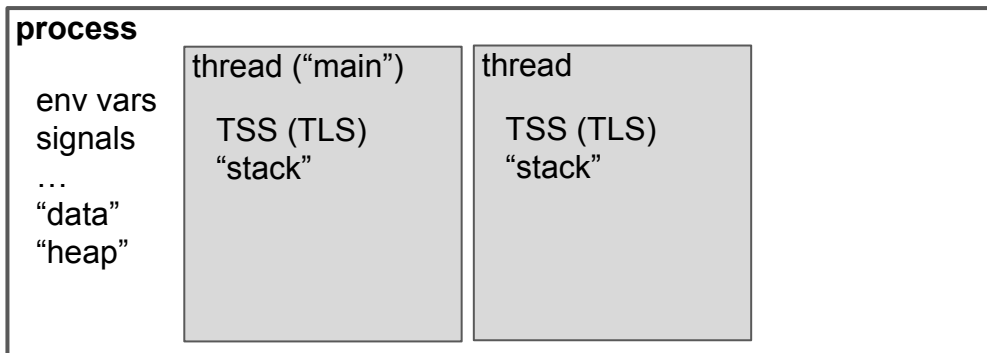 process
env vars
signals
…
“data”
“heap”
thread (“main”)
TSS (TLS)
“stack”
thread
TSS (TLS)
“stack”